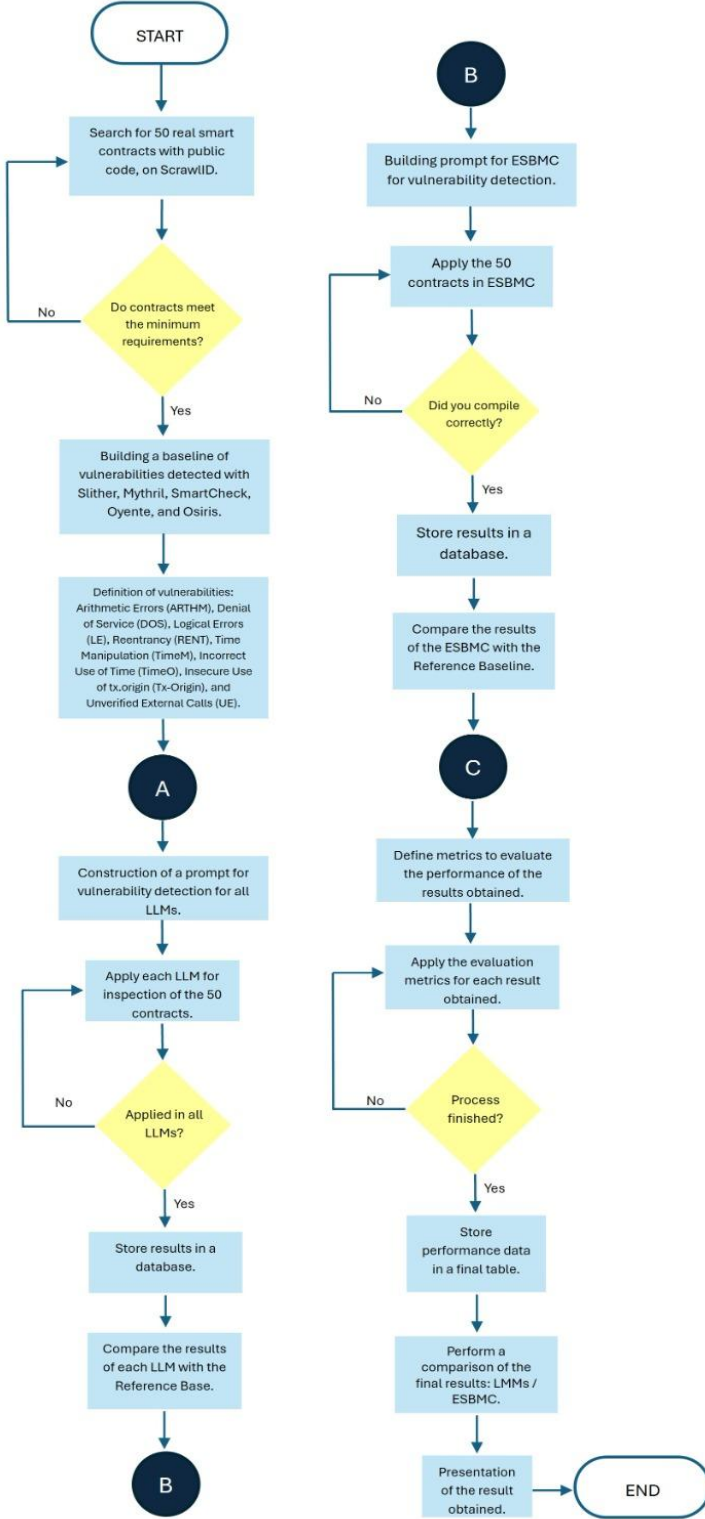 START
Search for 50 real smart
contracts with public
code, on ScrawlID.
Do contracts meet
the minimum
requirements?
No
Yes
Building a baseline of
vulnerabilities detected with
Slither, Mythril, SmartCheck,
Oyente, and Osiris.
Definition of vulnerabilities:
Arithmetic Errors (ARTHM), Denial
of Service (DOS), Logical Errors
(LE), Reentrancy (RENT), Time
Manipulation (TimeM), Incorrect
Use of Time (TimeO), Insecure Use
of tx.origin (Tx-Origin), and
Unverified External Calls (UE).
A
Construction of a prompt for
vulnerability detection for all
LLMs.
Apply each LLM for
inspection of the 50
contracts.
No
Applied in all
LLMs?
Yes
Store results in a
database.
Compare the results
of each LLM with the
Reference Base.
B
B
Building prompt for ESBMC
for vulnerability detection.
Apply the 50
contracts in ESBMC
No
Did you compile
correctly?
Yes
Store results in a
database.
Compare the results
of the ESBMC with the
Reference Baseline.
C
Define metrics to evaluate
the performance of the
results obtained.
Apply the evaluation
metrics for each result
obtained.
No
Process
finished?
Yes
Store
performance data
in a final table.
Perform a
comparison of the
final results: LMMs /
ESBMC.
Presentation
of the result
obtained.
END